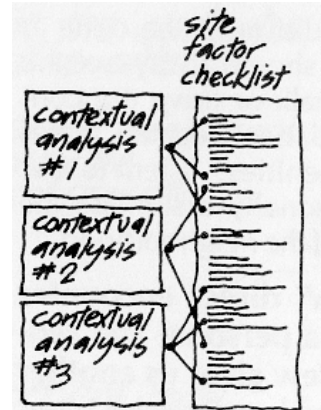 site
factor
checklist
contextual
analysis
#1
contextual
analysis
#2
contextual
analysis
#3